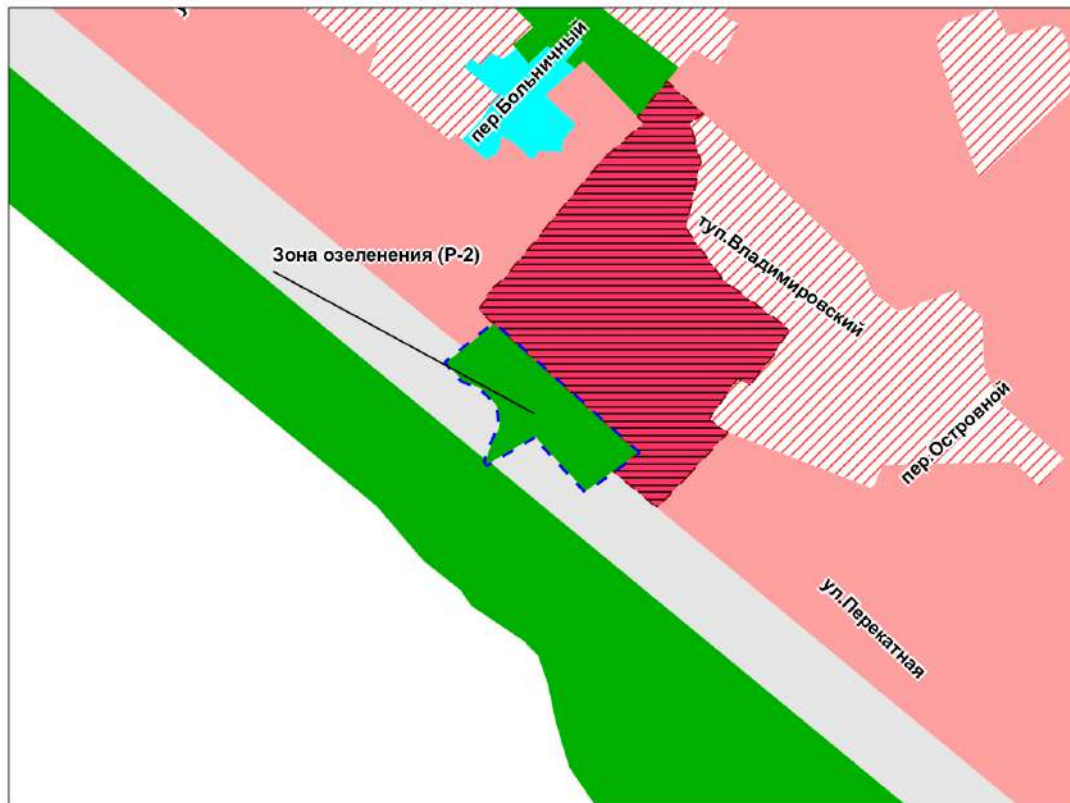 пер.Больничный
туп.Владимировский
Зона озеленения (Р-2)
пер.Островной
ул.Перекатная